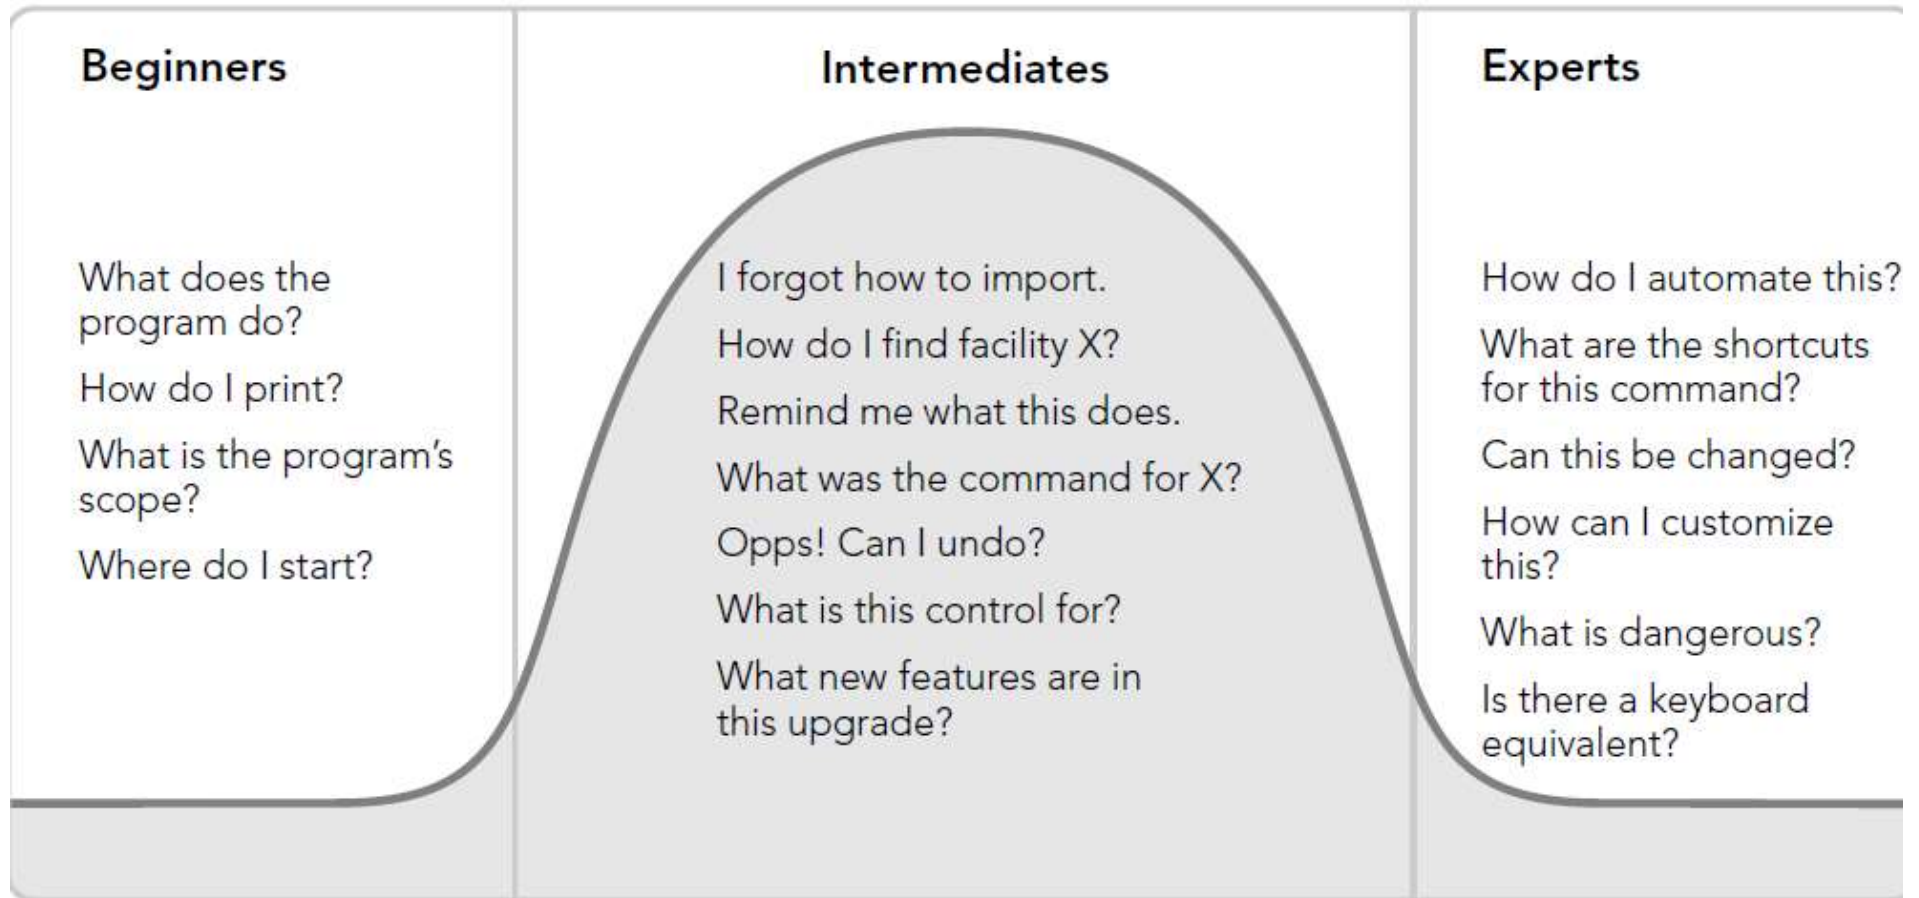 Beginners
What does the
program do?
How do I print?
What is the program's
scope?
Where do I start?
Intermediates
I forgot how to import.
How do I find facility X?
Remind me what this does.
What was the command for X?
Opps! Can I undo?
What is this control for?
What new features are in
this upgrade?
Experts
How do I automate this?
What are the shortcuts
for this command?
Can this be changed?
How can I customize
this?
What is dangerous?
Is there a keyboard
equivalent?